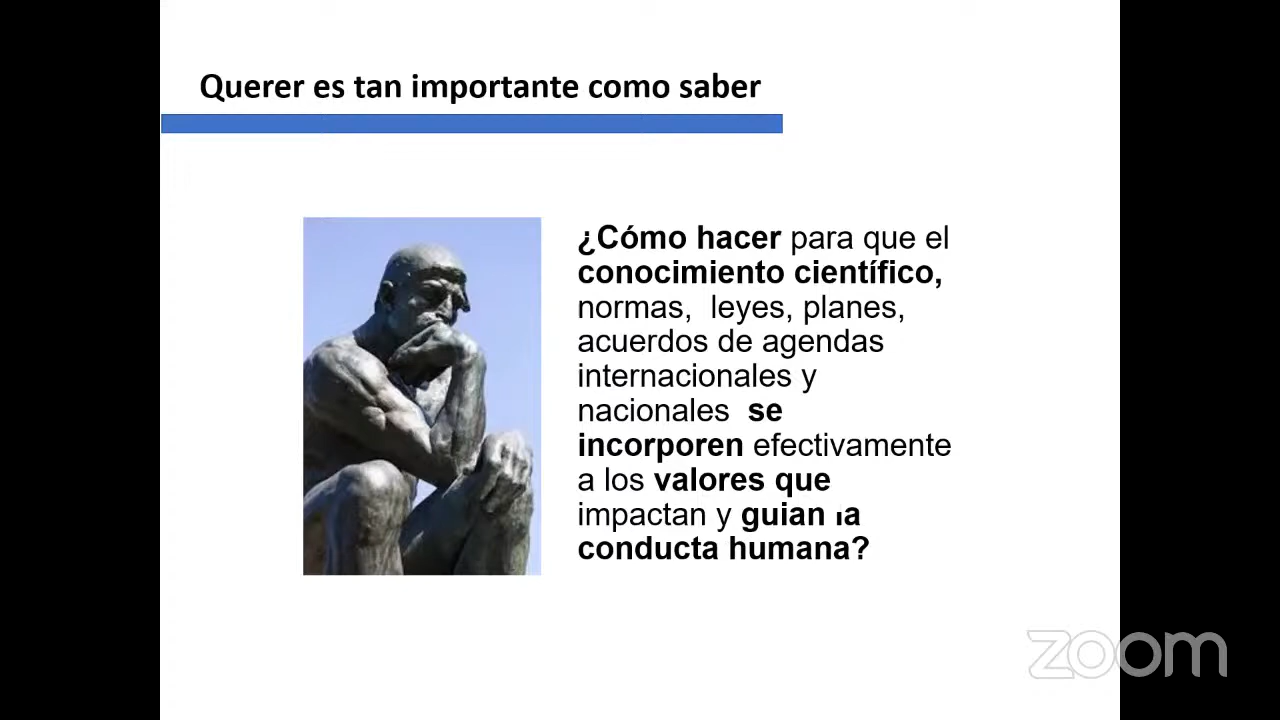 Querer es tan importante como saber
¿Cómo hacer para que el
conocimiento científico,
normas, leyes, planes,
acuerdos de agendas
internacionales y
nacionales se
incorporen efectivamente
a los valores que
impactan y guian la
conducta humana?
zoom